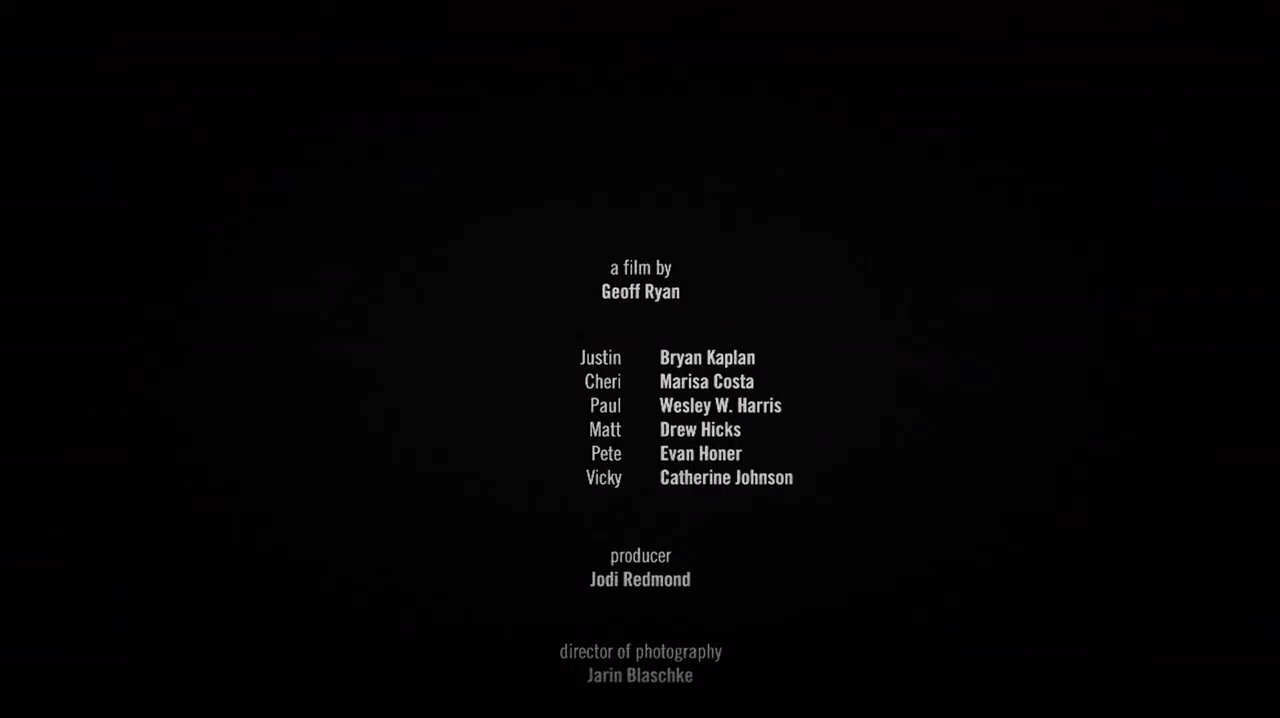 a film by
Geoff Ryan
Justin Bryan Kaplan
Cheri Marisa Costa
Paul Wesley W. Harris
Matt Drew Hicks
Pete Evan Honer
Vicky Catherine Johnson
producer
Jodi Redmond
director of photography
Jarin Blaschke